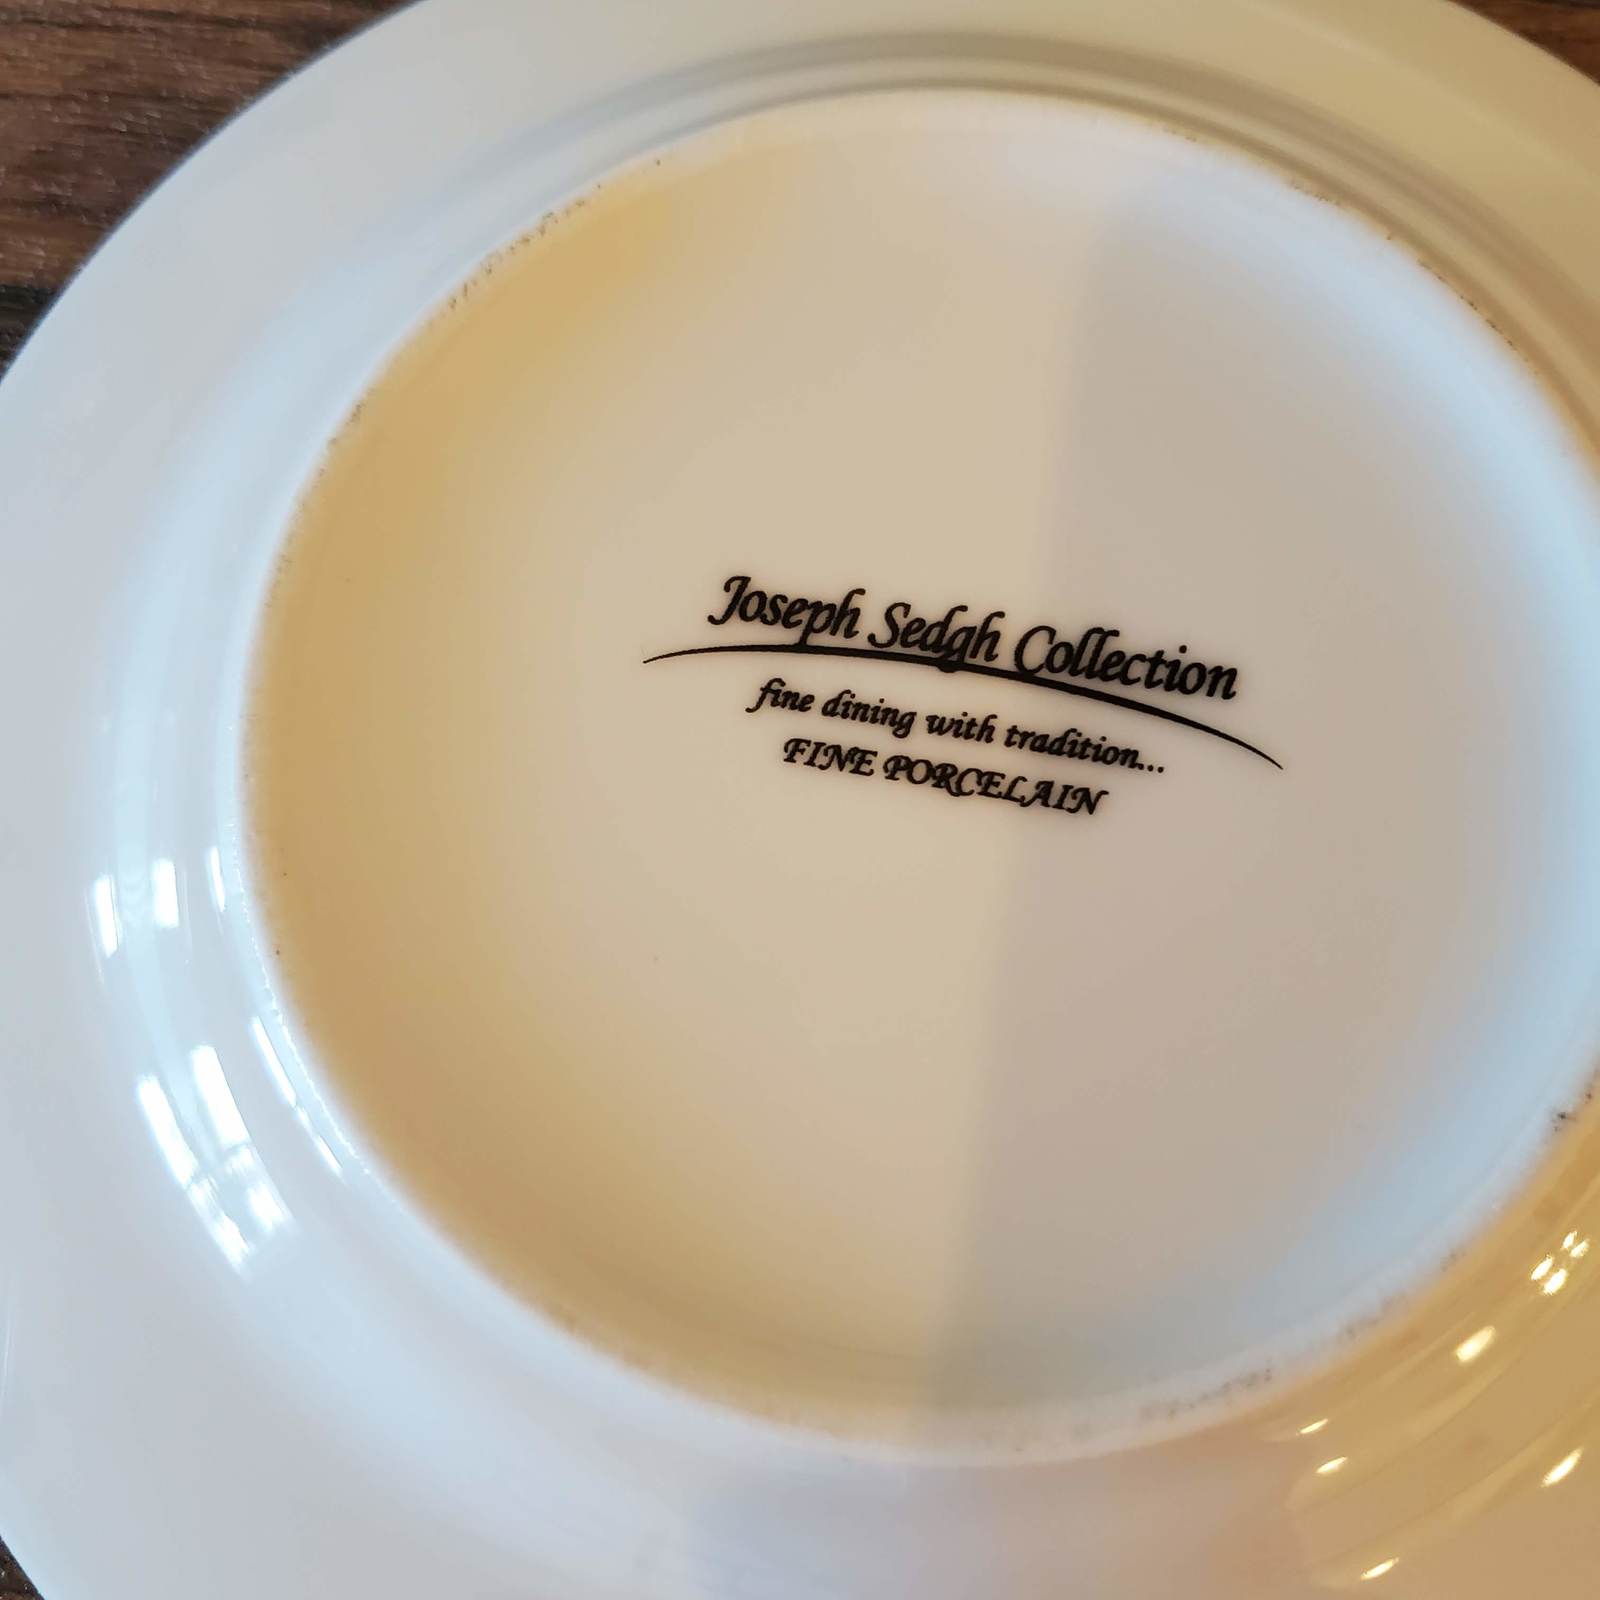 Joseph Sedgh Collection
fine dining with tradition...
FINE PORCELAIN